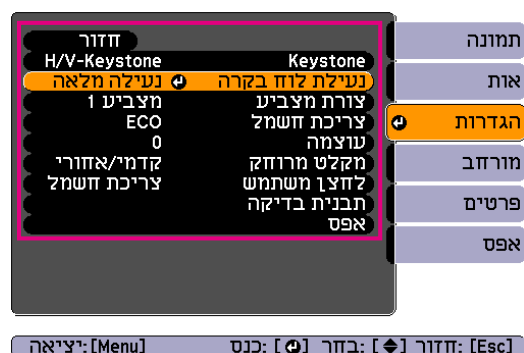 תמונה
אות
הגדרות
מורחב
פרטים
אפס
חזור
Keystone H/V-Keystone
נעילת לוח בקרה נעילה מלאה
צורת מצביע מצביע 1
צריכת חשמל ECO
עוצמה 0
מקלט מרוחק קדמי/אחורי
לחצן משתמש צריכת חשמל
תבנית בדיקה
אפס
[Esc] :חזור [♦] :בחר [↵] :כנס [Menu]:יציאה